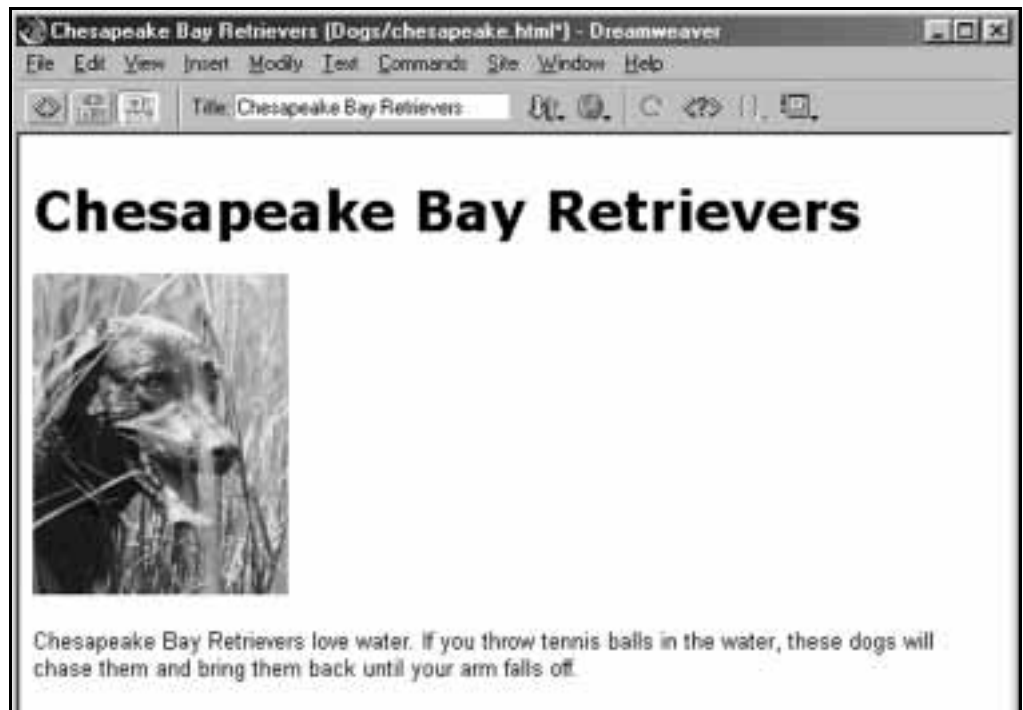 Chesapeake Bay Retrievers (Dogs/chesapeake.html*) - Dreamweaver
File Edit View Insert Modify Text Commands Site Window Help
Title: Chesapeake Bay Retrievers <?> { }
Chesapeake Bay Retrievers
Chesapeake Bay Retrievers love water. If you throw tennis balls in the water, these dogs will
chase them and bring them back until your arm falls off.